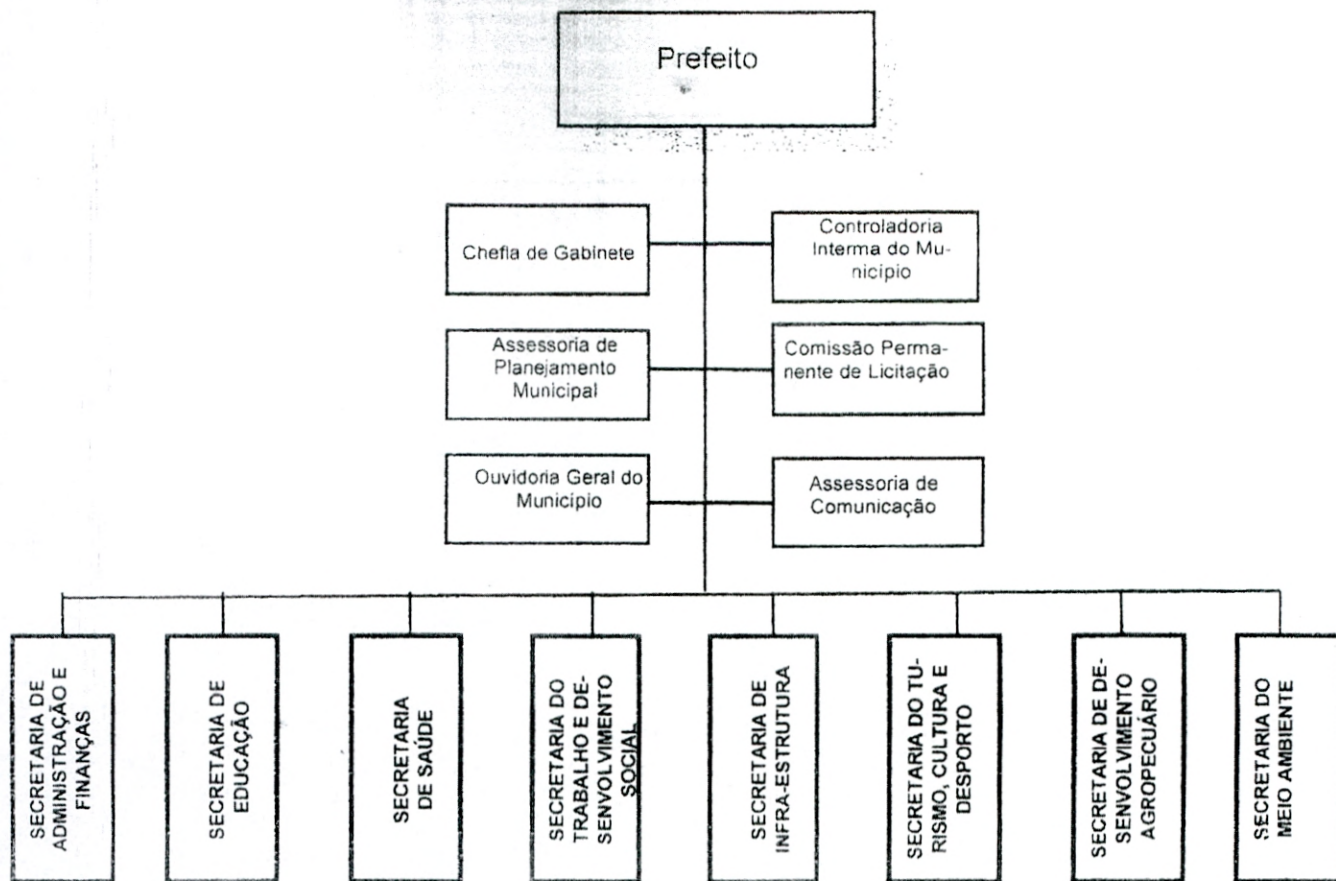 Prefeito
Chefia de Gabinete
Controladoria
Interma do Mu-
nicípio
Assessoria de
Planejamento
Municipal
Comissão Perma-
nente de Licitação
Ouvidoria Geral do
Município
Assessoria de
Comunicação
SECRETARIA DE
ADMINISTRAÇÃO E
FINANÇAS
SECRETARIA DE
EDUCAÇÃO
SECRETARIA
DE SAÚDE
SECRETARIA DO
TRABALHO E DE-
SENVOLVIMENTO
SOCIAL
SECRETARIA DE
INFRA-ESTRUTURA
SECRETARIA DO TU-
RISMO, CULTURA E
DESPORTO
SECRETARIA DE DE-
SENVOLVIMENTO
AGROPECUÁRIO
SECRETARIA DO
MEIO AMBIENTE